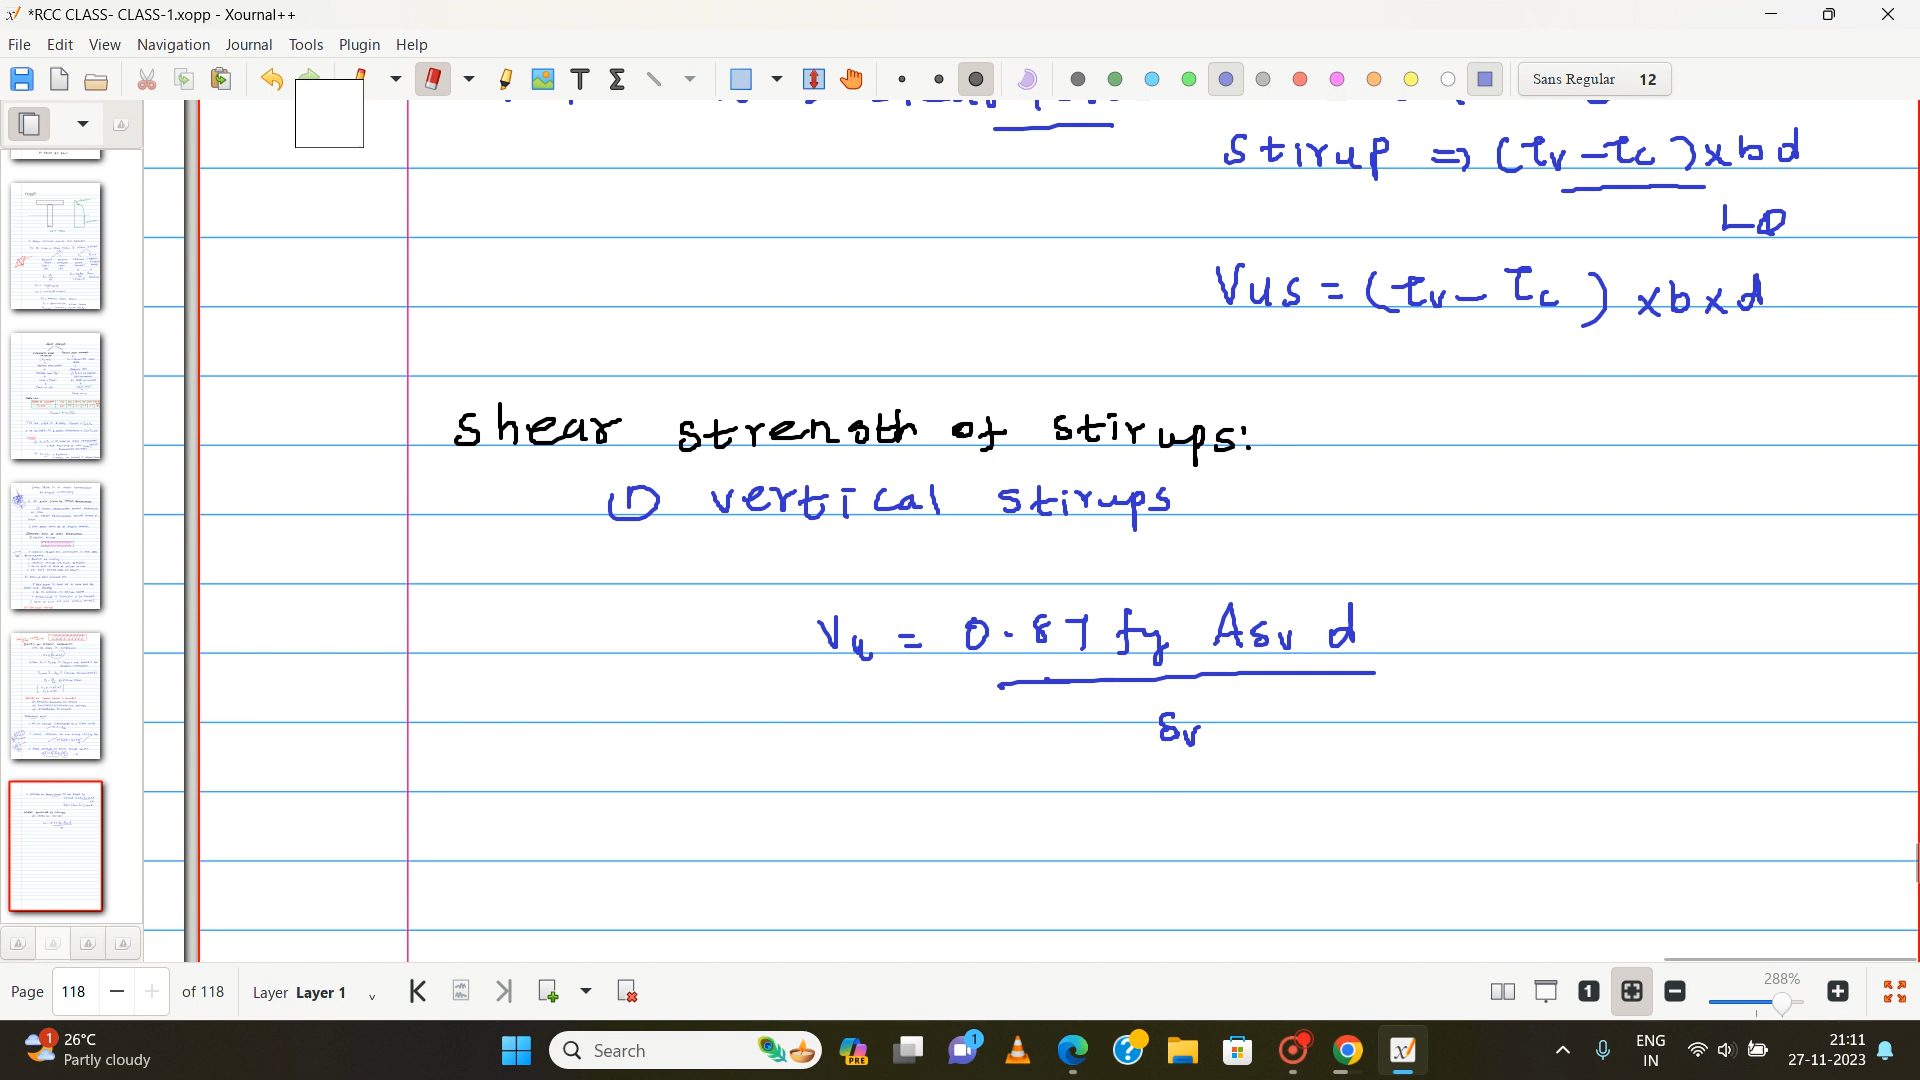 *RCC CLASS- CLASS-1.xopp - Xournal++
File Edit View Navigation Journal Tools Plugin Help
Sans Regular 12
stirup => (τv - τc) x b d
LD
Vus = (τv - τc) x b x d
shear strength of stirups:
① vertical stirups
Vu = 0.87 fy Asv d
Sv
Page 118 of 118 Layer Layer 1 288%
26°C
Partly cloudy
Search
PRE
ENG
IN
21:11
27-11-2023